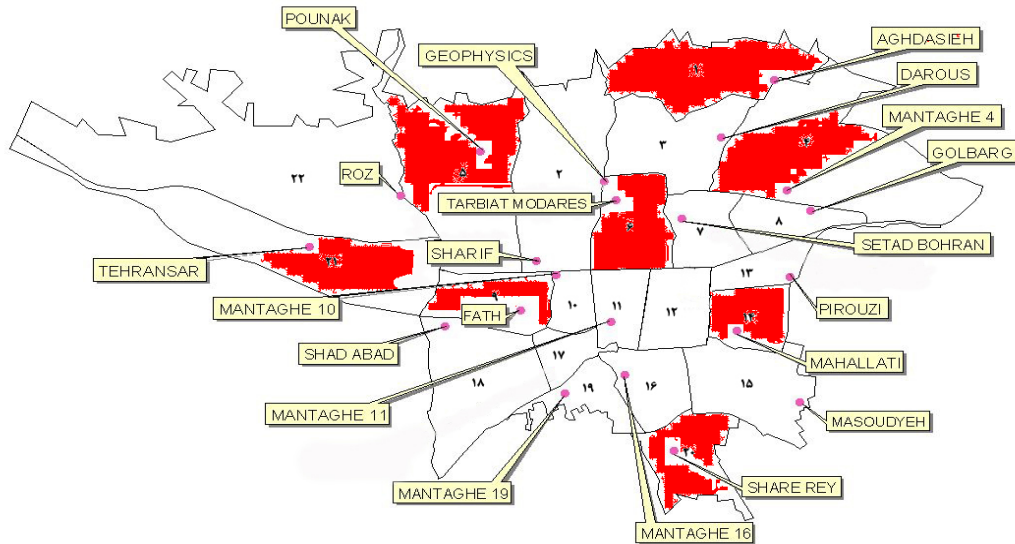 POUNAK
AGHDASIEH
GEOPHYSICS
DAROUS
MANTAGHE 4
۳
GOLBARG
۲۲
ROZ
۲
TARBIAT MODARES
۷
۸
SETAD BOHRAN
SHARIF
TEHRANSAR
۱۳
MANTAGHE 10
۱۰
۱۱
۱۲
PIROUZI
FATH
SHAD ABAD
۱۷
MAHALLATI
۱۸
۱۹
۱۶
۱۵
MANTAGHE 11
MASOUDYEH
MANTAGHE 19
SHARE REY
MANTAGHE 16